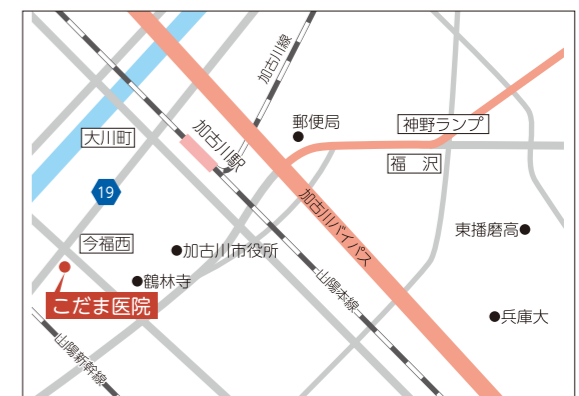 加古川線
郵便局
神野ランプ
大川町
加古川駅
福 沢
19
加古川バイパス
東播磨高
今福西
加古川市役所
鶴林寺
山陽本線
こだま医院
兵庫大
山陽新幹線